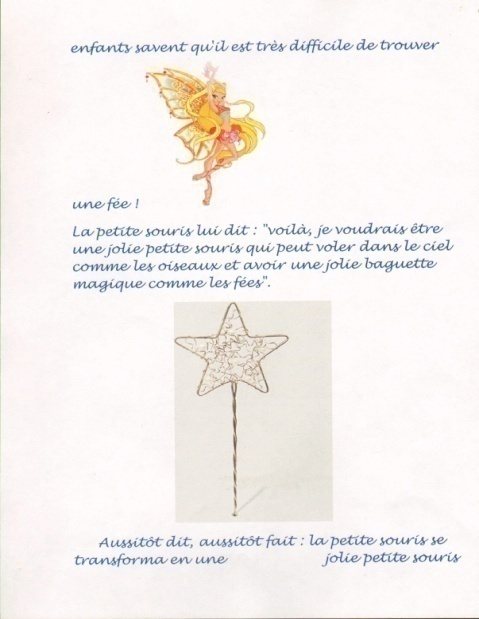 enfants savent qu'il est très difficile de trouver
une fée !
La petite souris lui dit : "voilà, je voudrais être
une jolie petite souris qui peut voler dans le ciel
comme les oiseaux et avoir une jolie baguette
magique comme les fées".
Aussitôt dit, aussitôt fait : la petite souris se
transforma en une jolie petite souris